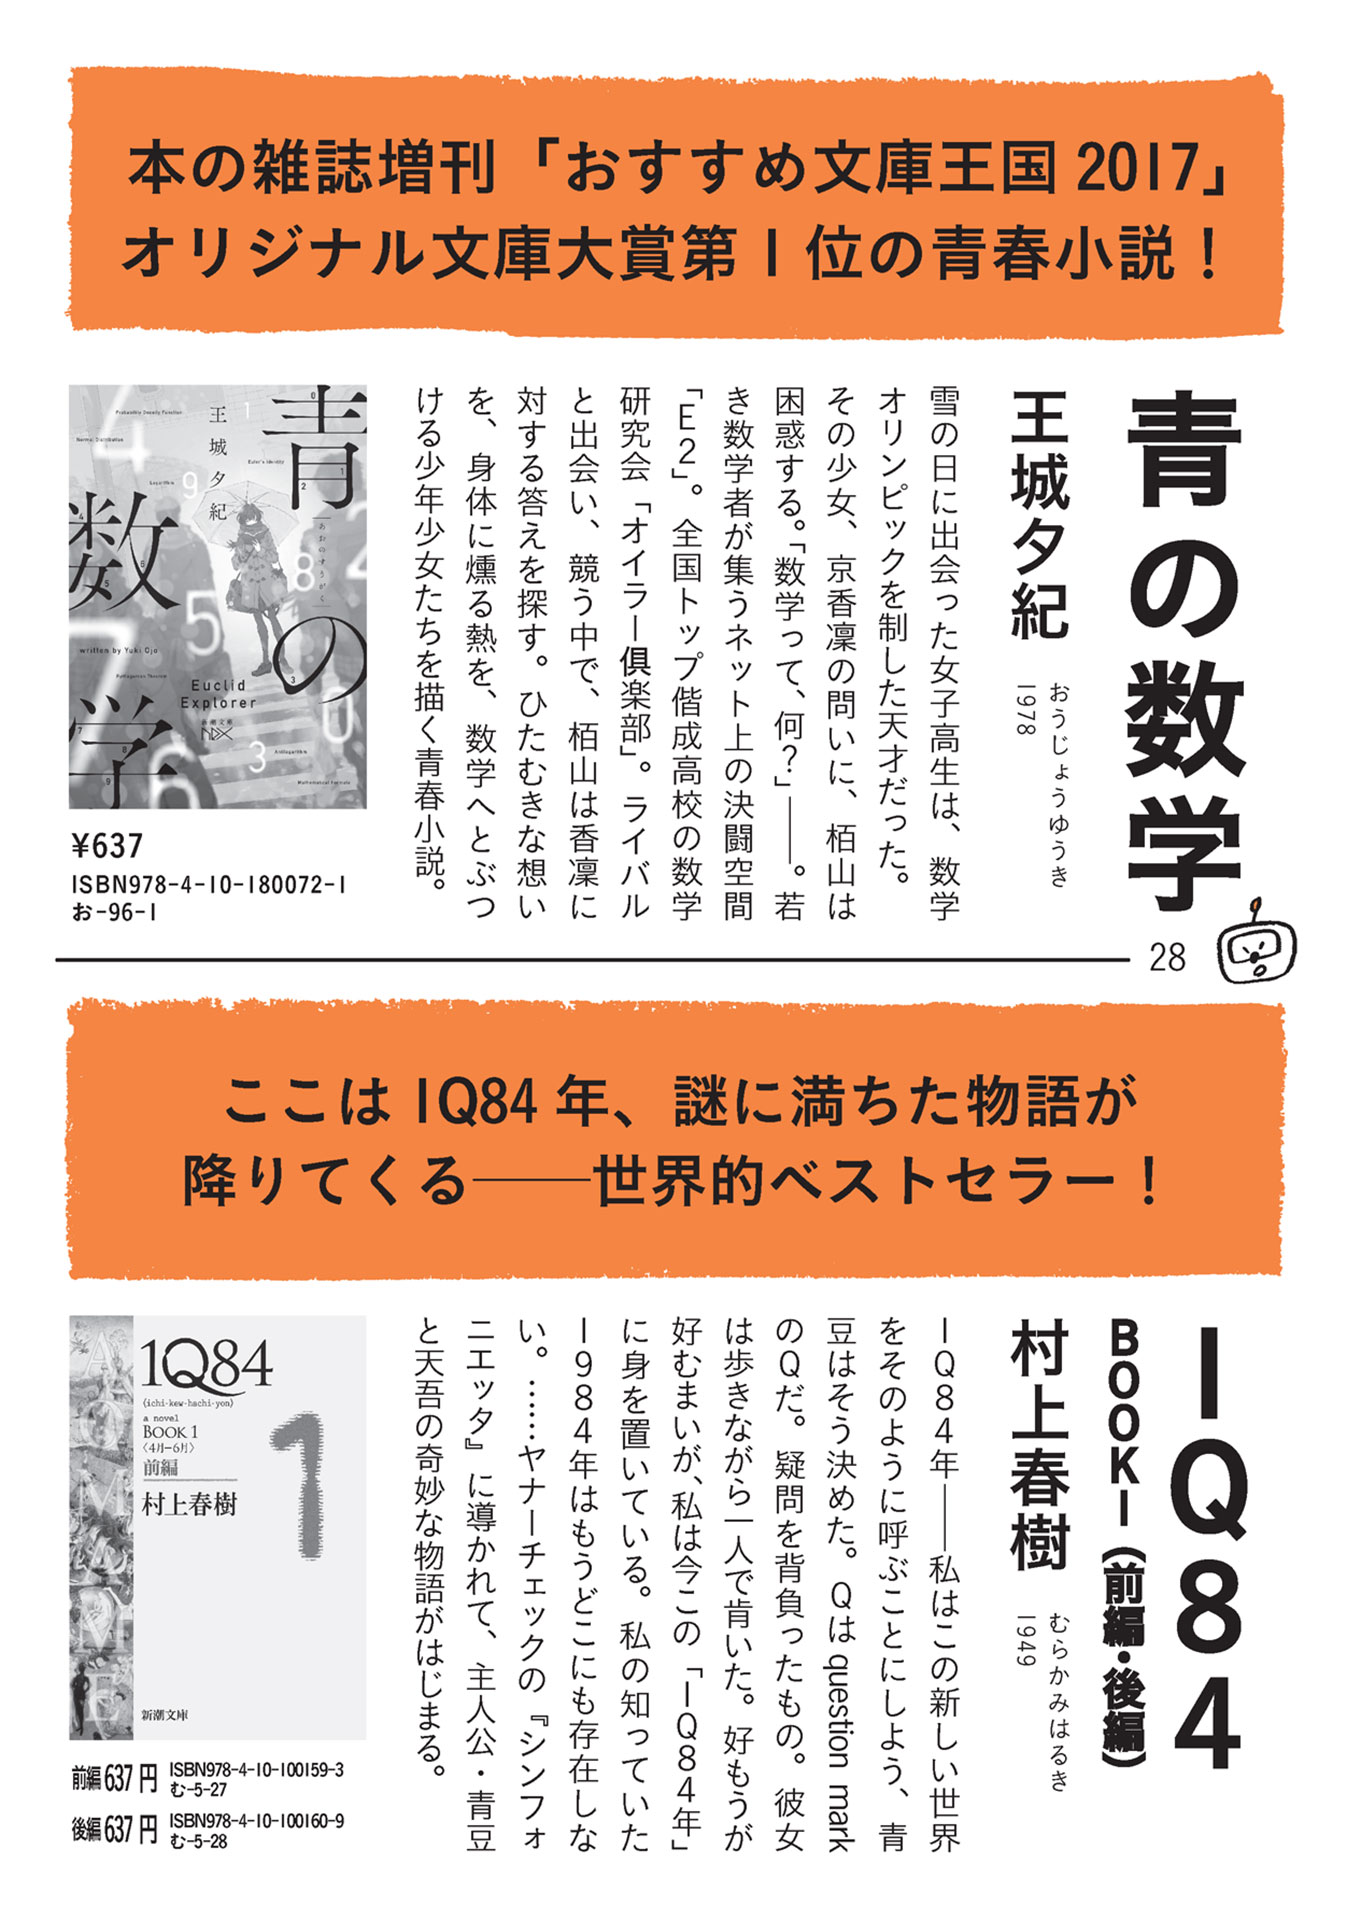 本の雑誌増刊「おすすめ文庫王国2017」
オリジナル文庫大賞第1位の青春小説！
青の数学
王城夕紀
おうじょうゆうき
1978
雪の日に出会った女子高生は、数学
オリンピックを制した天才だった。
その少女、京香凜の問いに、栢山は
困惑する。「数学って、何？」――。若
き数学者が集うネット上の決闘空間
「E2」。全国トップ偕成高校の数学
研究会「オイラー俱楽部」。ライバル
と出会い、競う中で、栢山は香凜に
対する答えを探す。ひたむきな想い
を、身体に燻る熱を、数学へとぶつ
ける少年少女たちを描く青春小説。
青の数学
王城夕紀
あおのすうがく
written by Yuki Ojo
Euclid
Explorer
新潮文庫
nex
Probability Density Function
Normal Distribution
Logarithm
Euler's Identity
Pythagorean Theorem
Antilogarithm
¥637
ISBN978-4-10-180072-1
お-96-1
28
ここは1Q84年、謎に満ちた物語が
降りてくる――世界的ベストセラー！
1Q84
BOOK1（前編・後編）
村上春樹
むらかみはるき
1949
1Q84年――私はこの新しい世界
をそのように呼ぶことにしよう、青
豆はそう決めた。Qは question mark
のQだ。疑問を背負ったもの。彼女
は歩きながら一人で肯いた。好もうが
好むまいが、私は今この「1Q84年」
に身を置いている。私の知っていた
1984年はもうどこにも存在しな
い。……ヤナーチェックの『シンフォ
ニエッタ』に導かれて、主人公・青豆
と天吾の奇妙な物語がはじまる。
AOMAME
1Q84
(ichi-kew-hachi-yon)
a novel
BOOK 1
〈4月―6月〉
前編
村上春樹
1
新潮文庫
前編 637円 ISBN978-4-10-100159-3
む-5-27
後編 637円 ISBN978-4-10-100160-9
む-5-28